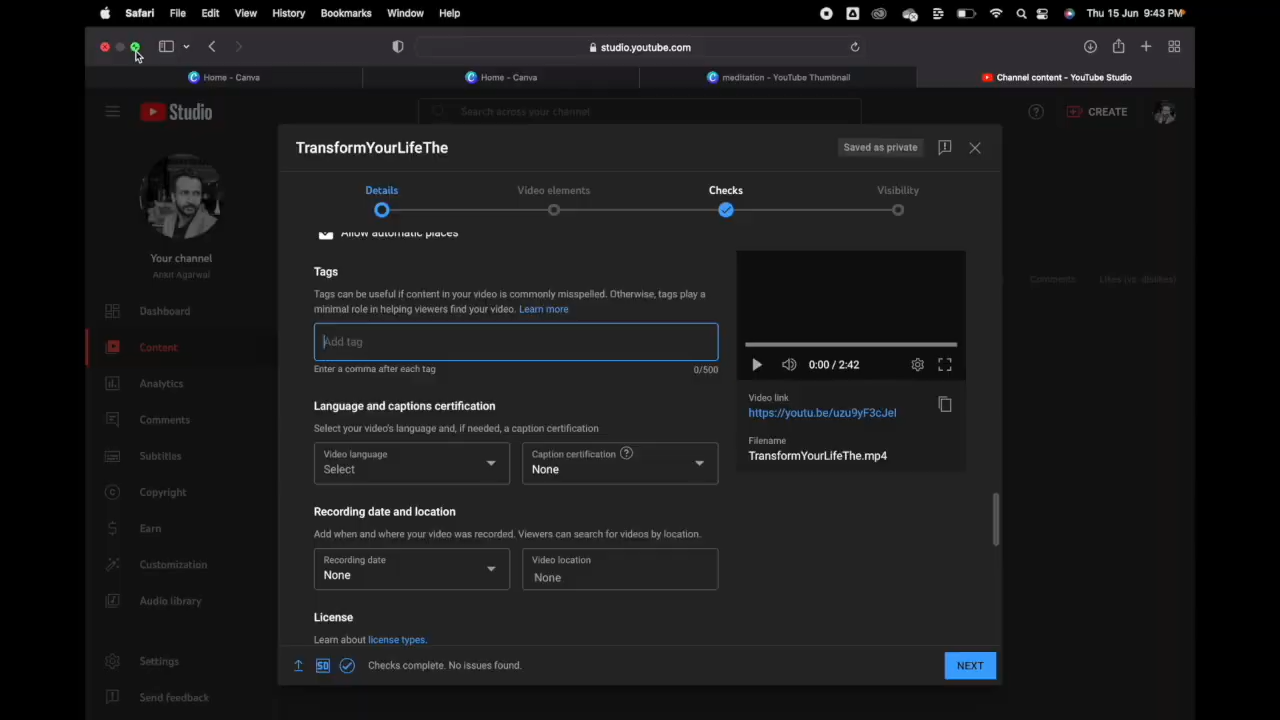 Safari File Edit View History Bookmarks Window Help Thu 15 Jun 9:43 PM
studio.youtube.com
Home - Canva Home - Canva meditation - YouTube Thumbnail Channel content - YouTube Studio
Studio Search across your channel CREATE
TransformYourLifeThe Saved as private
Details Video elements Checks Visibility
Allow automatic places
Tags
Tags can be useful if content in your video is commonly misspelled. Otherwise, tags play a
minimal role in helping viewers find your video. Learn more
Add tag
Enter a comma after each tag 0/500
Language and captions certification
Select your video's language and, if needed, a caption certification
Video language
Select
Caption certification
None
Recording date and location
Add when and where your video was recorded. Viewers can search for videos by location.
Recording date
None
Video location
None
License
Learn about license types.
0:00 / 2:42
Video link
https://youtu.be/uzu9yF3cJeI
Filename
TransformYourLifeThe.mp4
SD Checks complete. No issues found. NEXT
Your channel
Ankit Agarwal
Dashboard
Content
Analytics
Comments
Subtitles
Copyright
Earn
Customization
Audio library
Settings
Send feedback
Comments Likes (vs. dislikes)